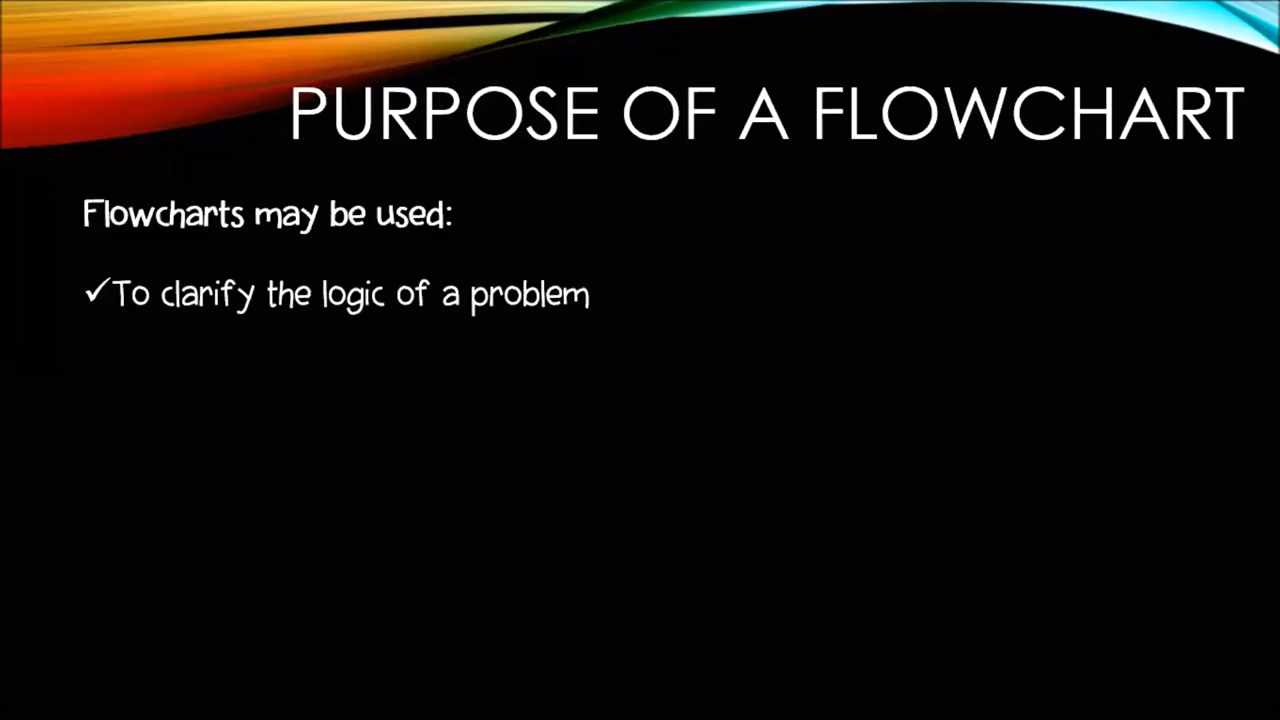 PURPOSE OF A FLOWCHART
Flowcharts may be used:
✓To clarify the logic of a problem